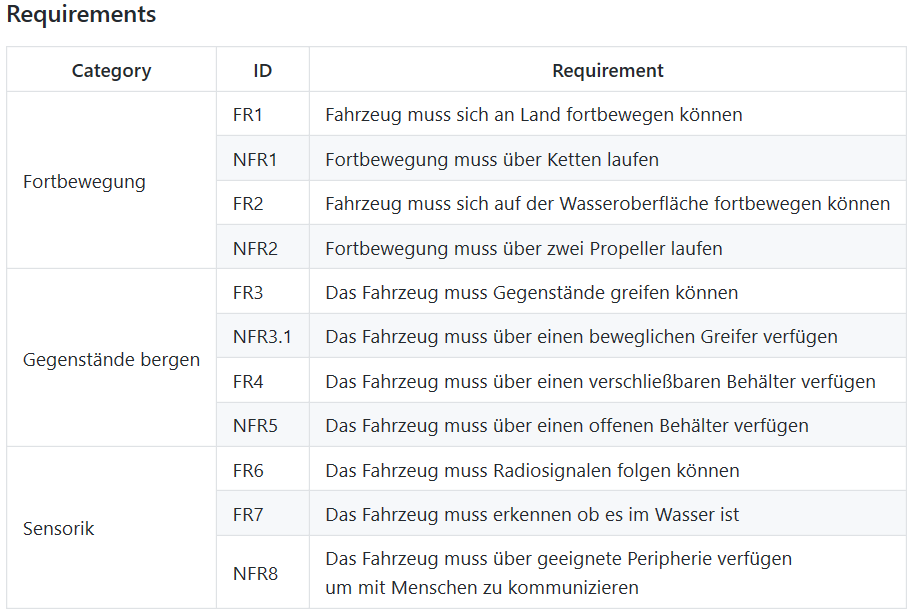 Requirements
Category ID Requirement
Fortbewegung
FR1 Fahrzeug muss sich an Land fortbewegen können
NFR1 Fortbewegung muss über Ketten laufen
FR2 Fahrzeug muss sich auf der Wasseroberfläche fortbewegen können
NFR2 Fortbewegung muss über zwei Propeller laufen
Gegenstände bergen
FR3 Das Fahrzeug muss Gegenstände greifen können
NFR3.1 Das Fahrzeug muss über einen beweglichen Greifer verfügen
FR4 Das Fahrzeug muss über einen verschließbaren Behälter verfügen
NFR5 Das Fahrzeug muss über einen offenen Behälter verfügen
Sensorik
FR6 Das Fahrzeug muss Radiosignalen folgen können
FR7 Das Fahrzeug muss erkennen ob es im Wasser ist
NFR8 Das Fahrzeug muss über geeignete Peripherie verfügen
um mit Menschen zu kommunizieren